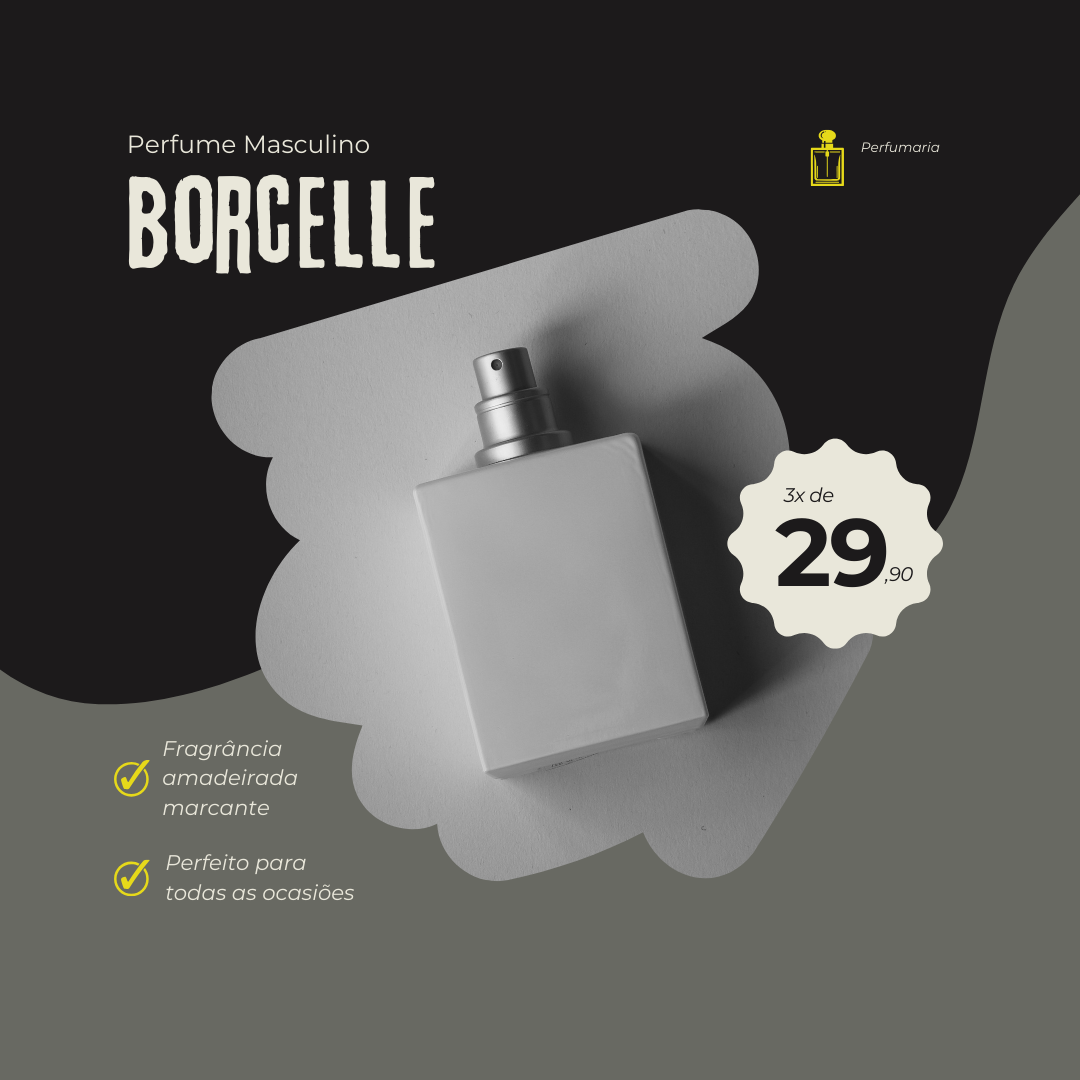 Perfume Masculino
BORCELLE
Perfumaria
3x de
29,90
Fragrância
amadeirada
marcante
Perfeito para
todas as ocasiões